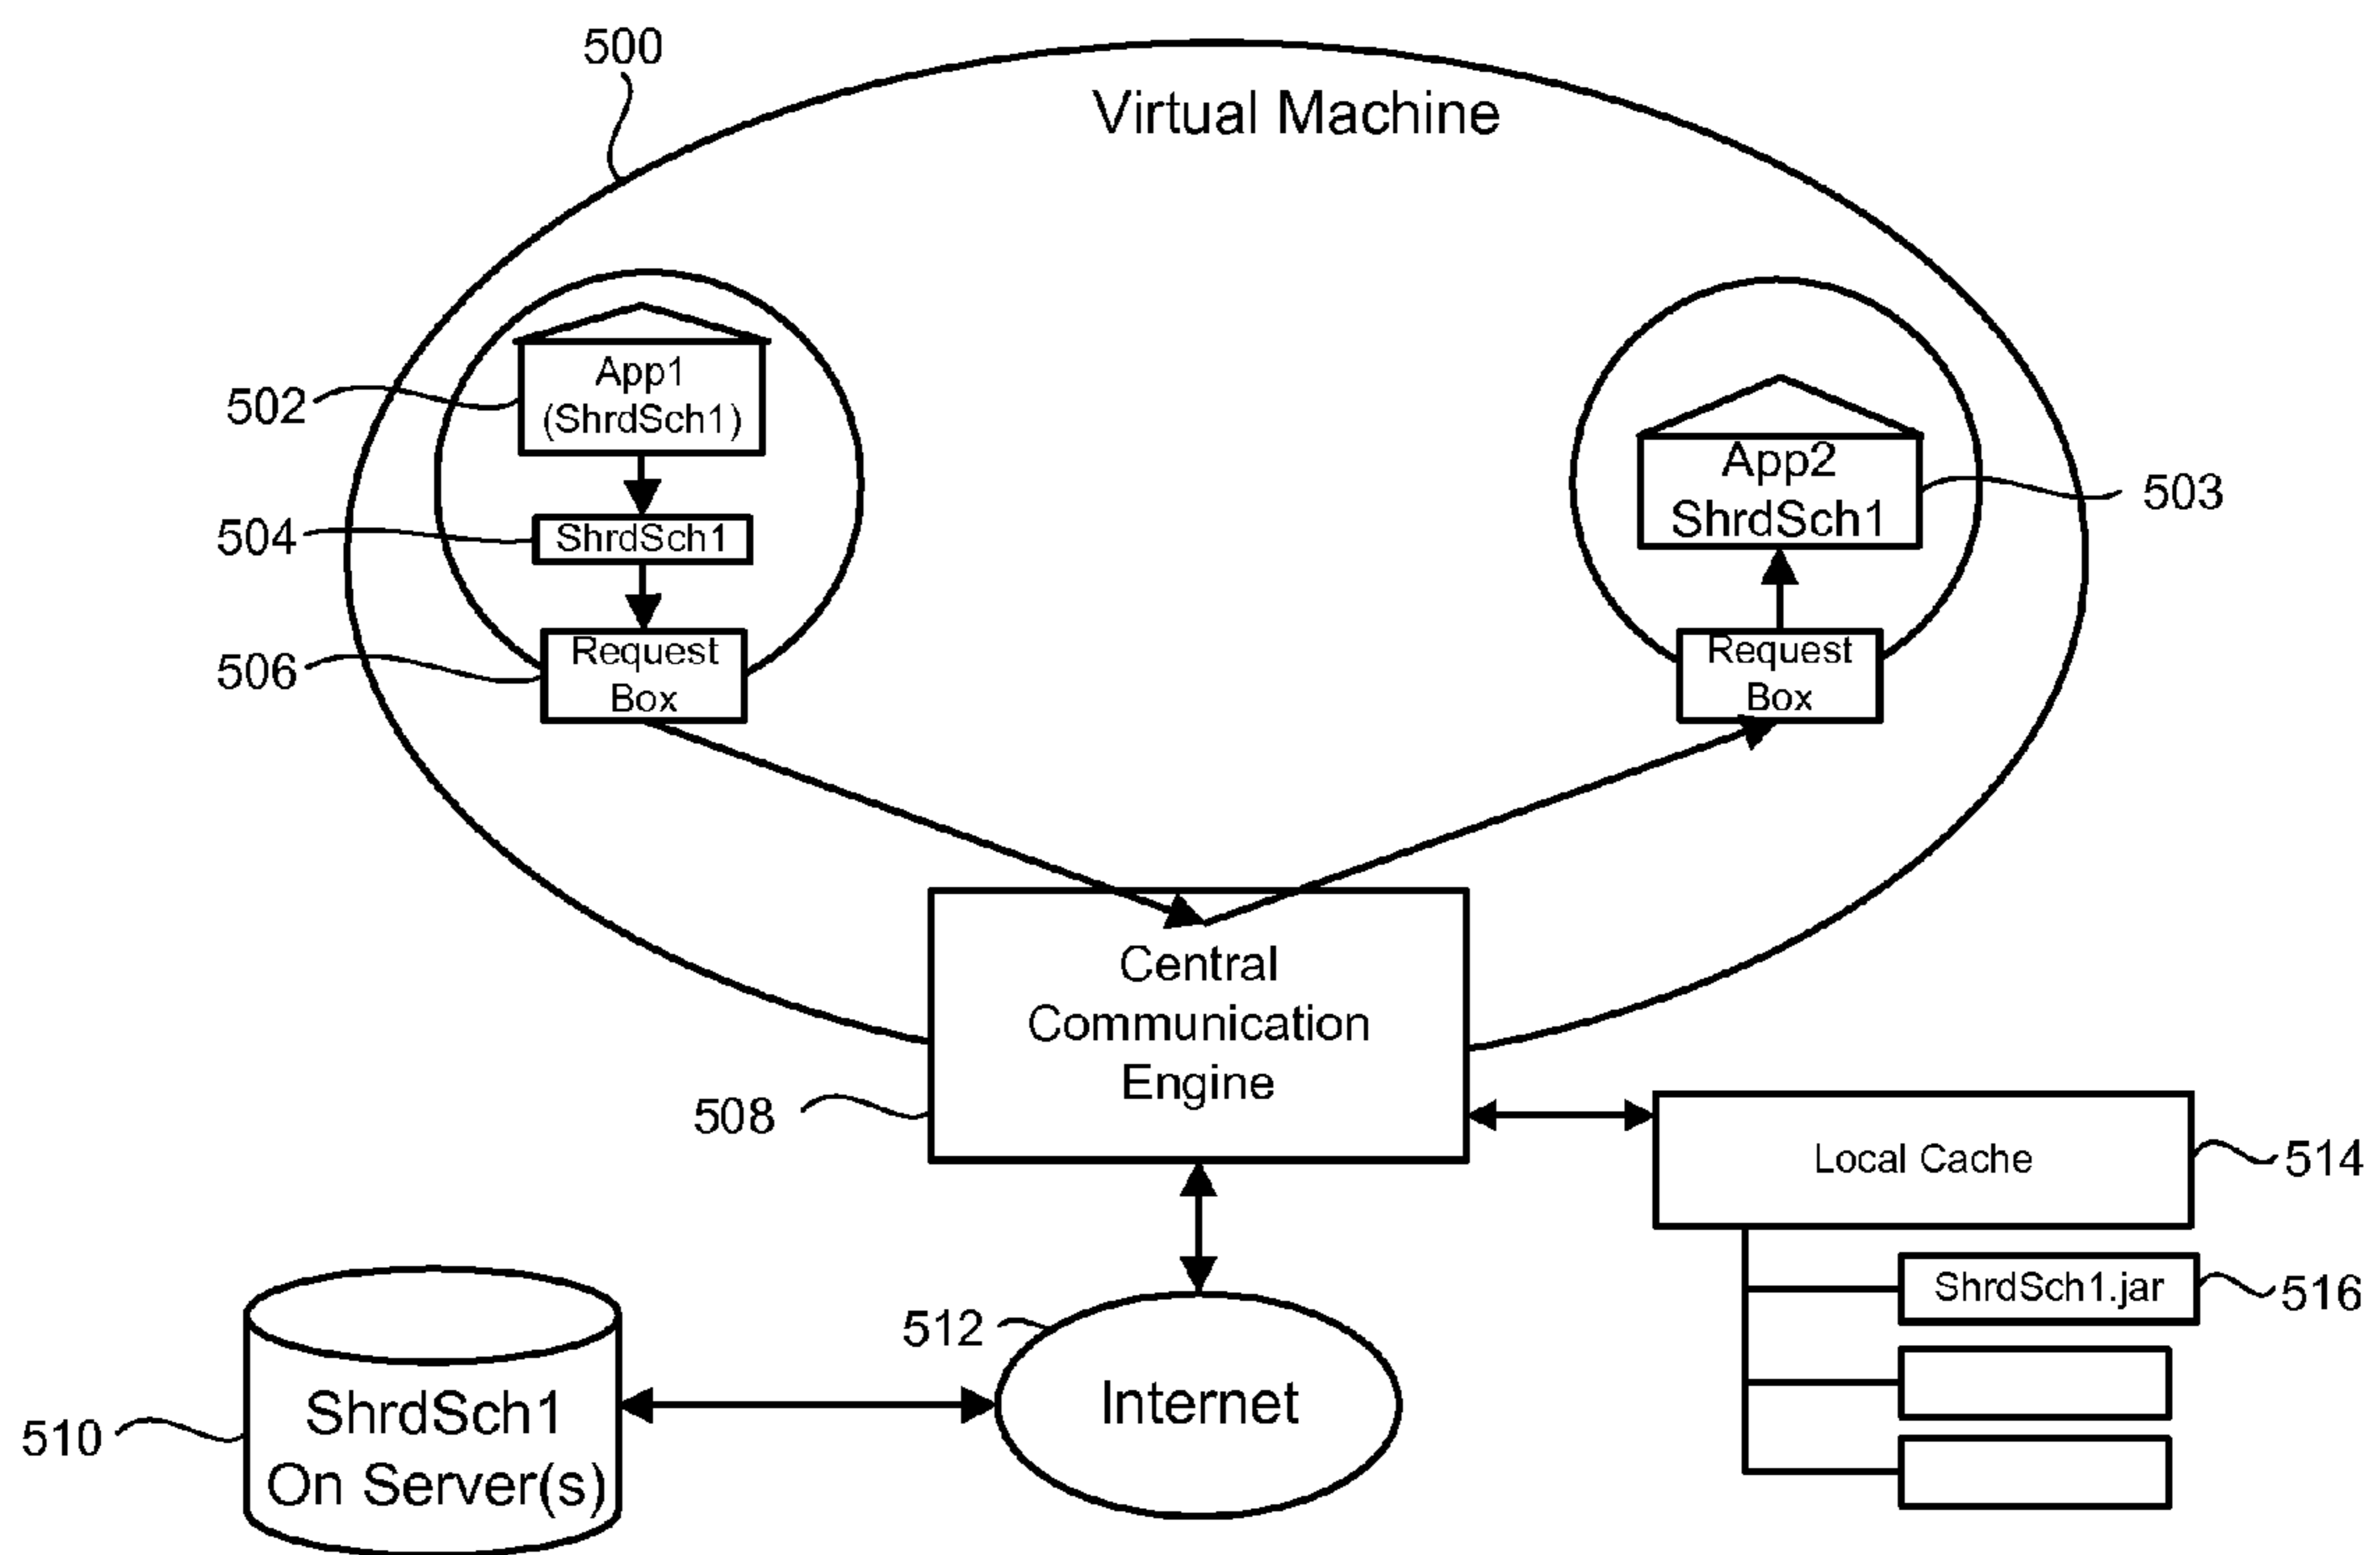 500
Virtual Machine
App1
(ShrdSch1)
502
App2
ShrdSch1
503
504
ShrdSch1
506
Request
Box
Request
Box
Central
Communication
Engine
508
Local Cache
514
ShrdSch1.jar
516
512
Internet
510
ShrdSch1
On Server(s)